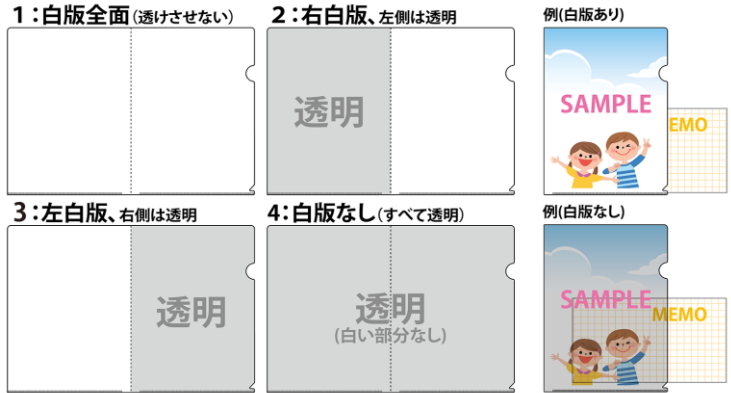 1：白版全面（透けさせない）
2：右白版、左側は透明
透明
例(白版あり)
SAMPLE
EMO
3：左白版、右側は透明
透明
4：白版なし（すべて透明）
透明
(白い部分なし)
例(白版なし)
SAMPLE
MEMO